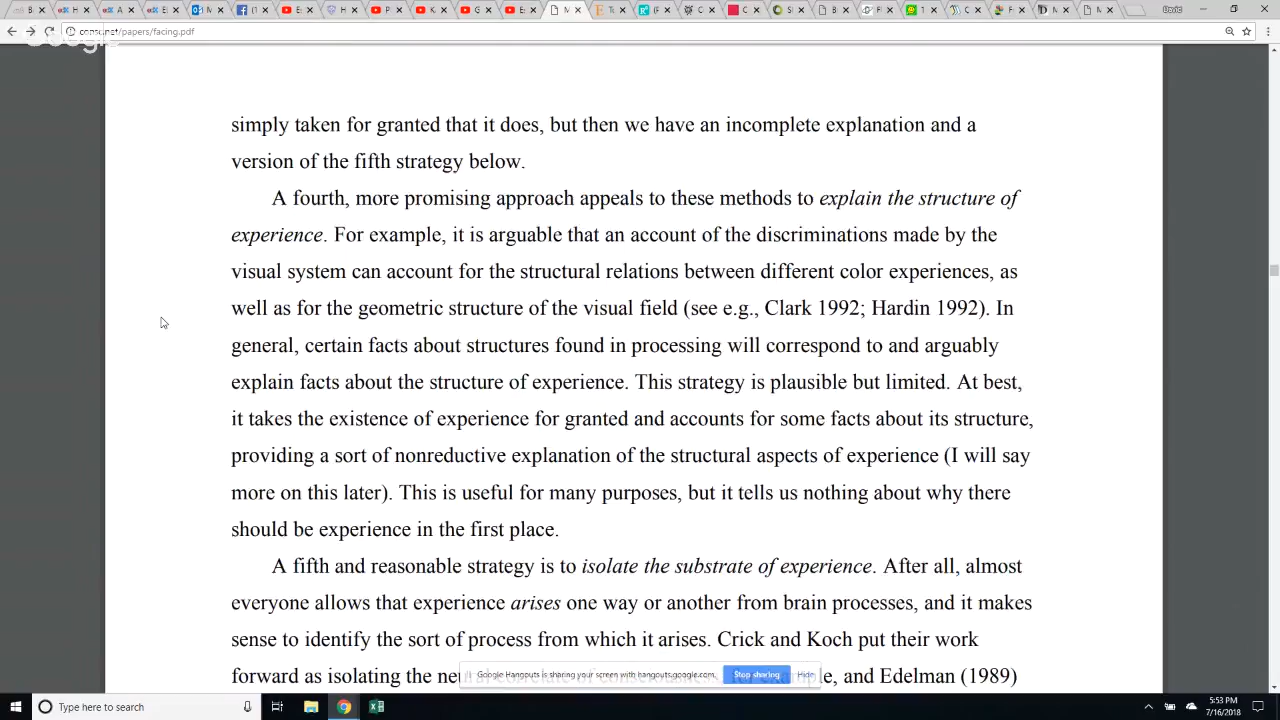 consc.net/papers/facing.pdf
simply taken for granted that it does, but then we have an incomplete explanation and a
version of the fifth strategy below.
A fourth, more promising approach appeals to these methods to explain the structure of
experience. For example, it is arguable that an account of the discriminations made by the
visual system can account for the structural relations between different color experiences, as
well as for the geometric structure of the visual field (see e.g., Clark 1992; Hardin 1992). In
general, certain facts about structures found in processing will correspond to and arguably
explain facts about the structure of experience. This strategy is plausible but limited. At best,
it takes the existence of experience for granted and accounts for some facts about its structure,
providing a sort of nonreductive explanation of the structural aspects of experience (I will say
more on this later). This is useful for many purposes, but it tells us nothing about why there
should be experience in the first place.
A fifth and reasonable strategy is to isolate the substrate of experience. After all, almost
everyone allows that experience arises one way or another from brain processes, and it makes
sense to identify the sort of process from which it arises. Crick and Koch put their work
forward as isolating the , and Edelman (1989)
Google Hangouts is sharing your screen with hangouts.google.com. Stop sharing Hide
Type here to search
5:53 PM
7/16/2018